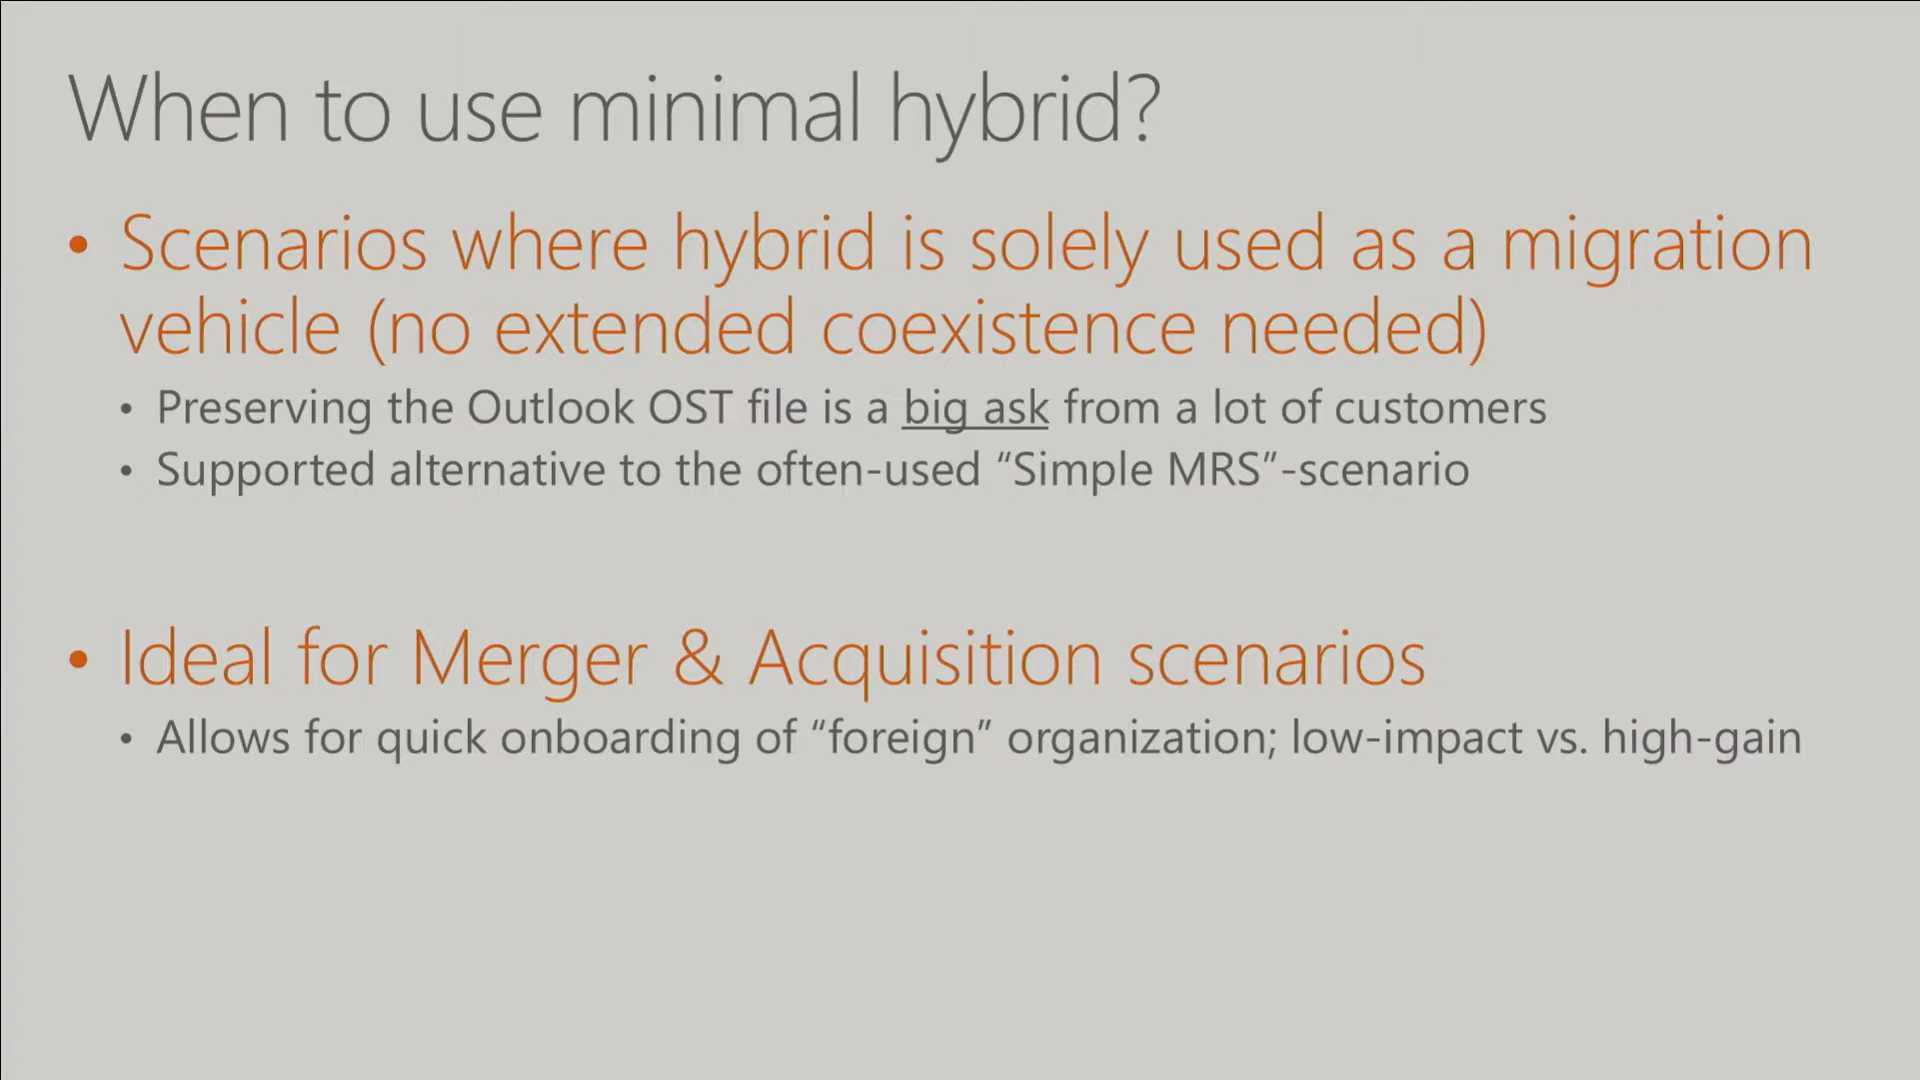 When to use minimal hybrid?
• Scenarios where hybrid is solely used as a migration
vehicle (no extended coexistence needed)
• Preserving the Outlook OST file is a big ask from a lot of customers
• Supported alternative to the often-used “Simple MRS”-scenario
• Ideal for Merger & Acquisition scenarios
• Allows for quick onboarding of “foreign” organization; low-impact vs. high-gain